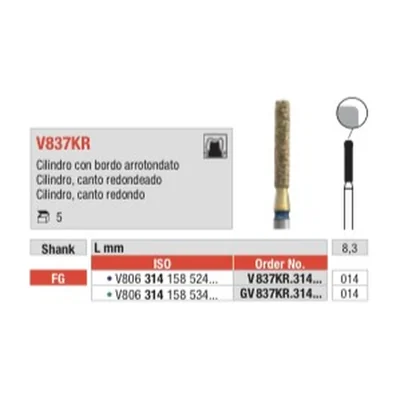 V837KR
Cilindro con bordo arrotondato
Cilindro, canto redondeado
Cilindro, canto redondo
5
Shank L mm 8,3
ISO Order No.
FG • V806 314 158 524... V837KR.314... 014
• V806 314 158 534... GV837KR.314... 014